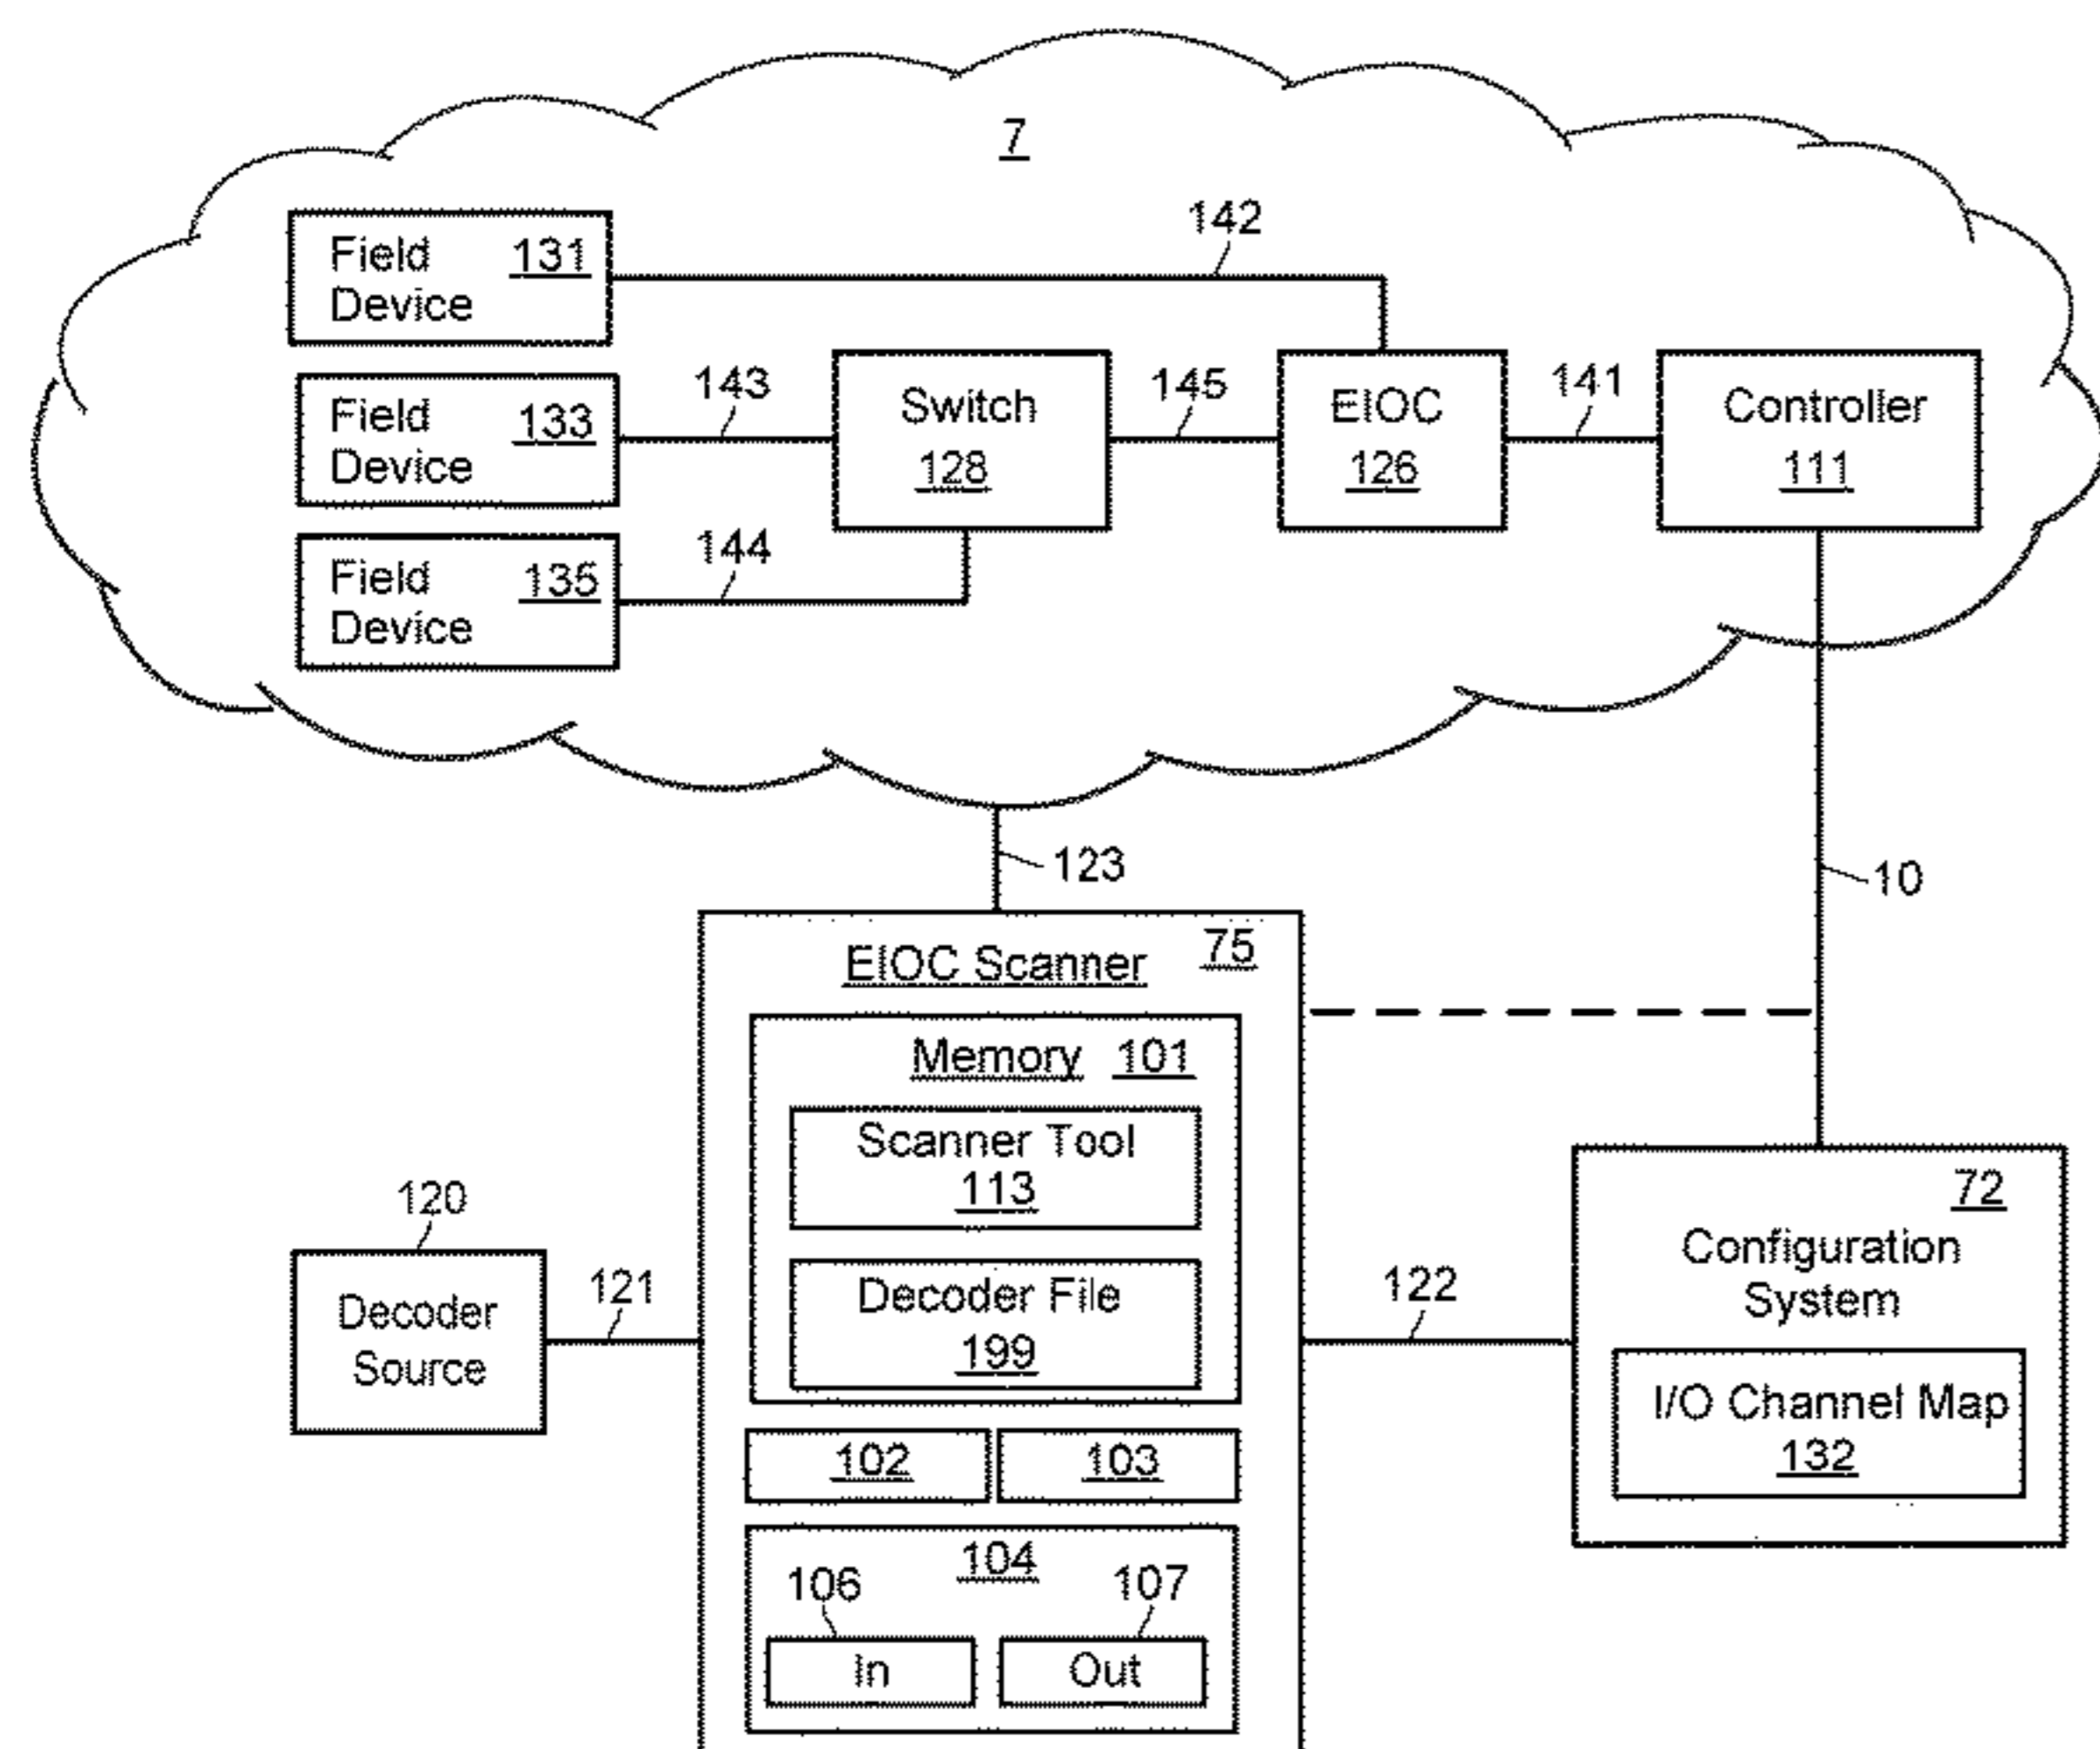 7
142
Field 131
Device
143
145
141
Field 133
Device
Switch
128
EIOC
126
Controller
111
144
Field 135
Device
123
10
75
EIOC Scanner
Memory 101
Scanner Tool
113
Decoder File
199
120
Decoder
Source
121
122
72
Configuration
System
I/O Channel Map
132
102 103
104
106 107
In Out